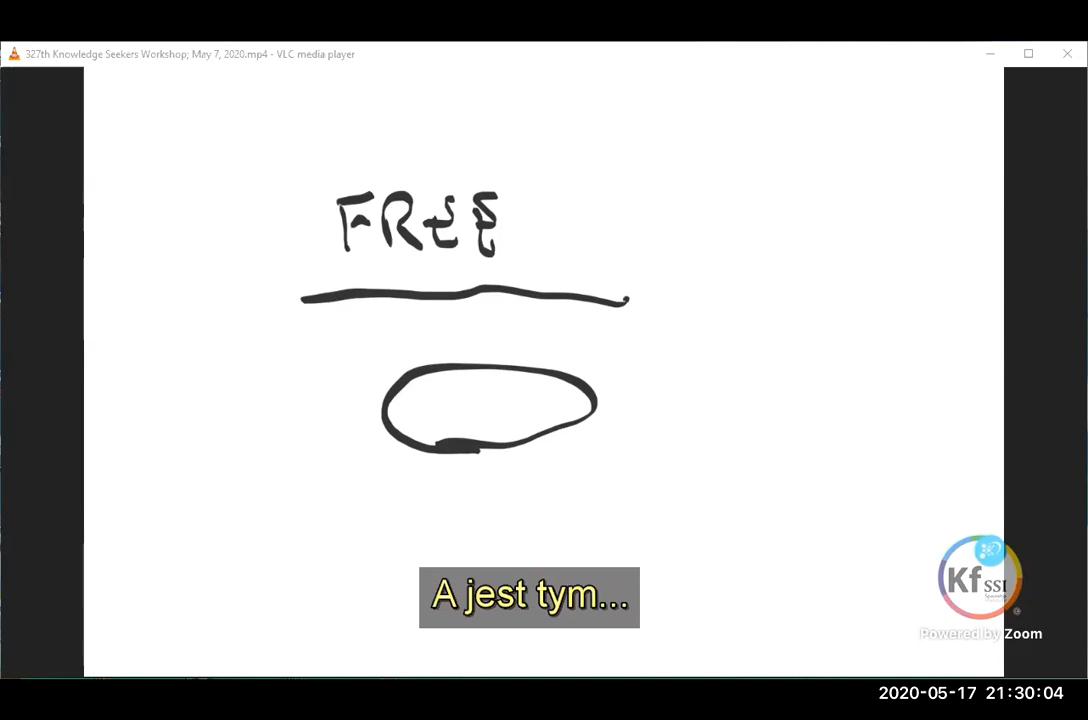 327th Knowledge Seekers Workshop; May 7, 2020.mp4 - VLC media player
FREE
A jest tym...
Kf SSI
Powered by Zoom
2020-05-17 21:30:04